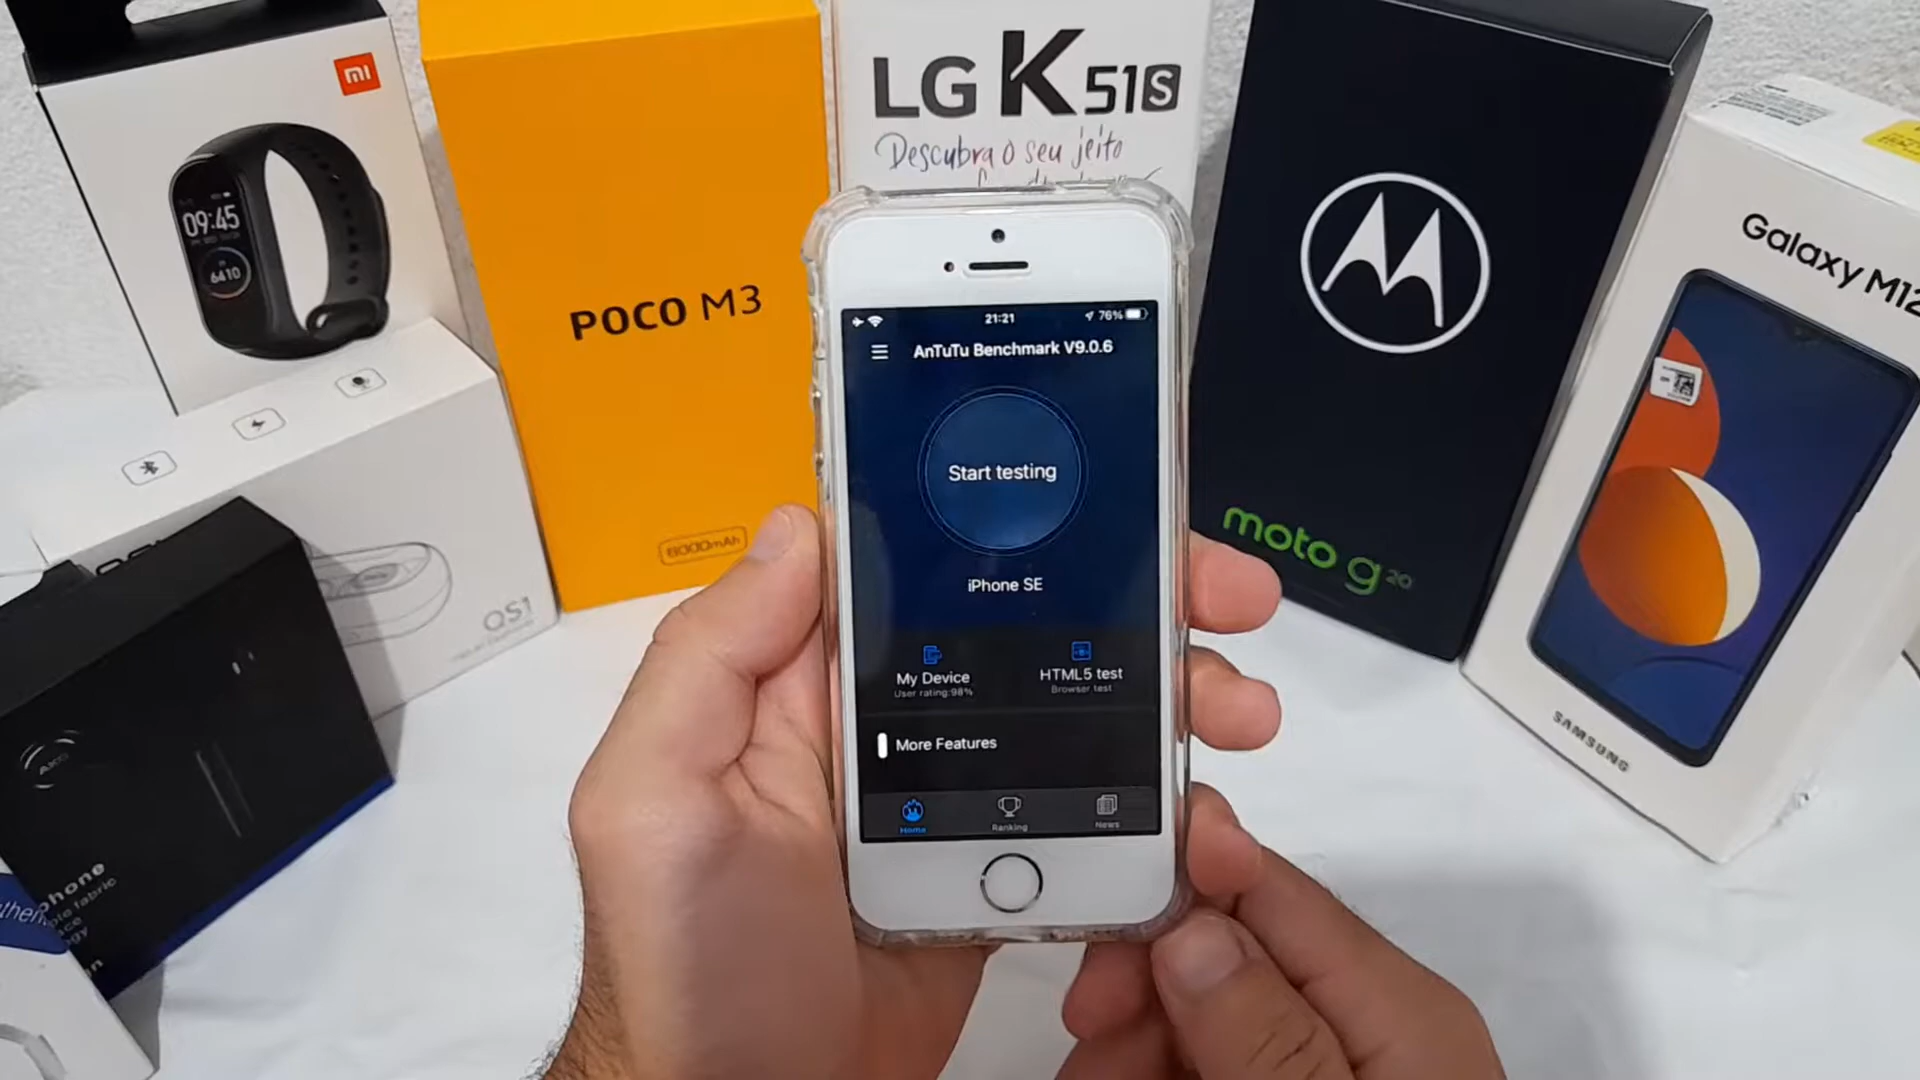 mi
09:45
6410
POCO M3
6000mAh
LG K51S
Descubra o seu jeito
moto g20
Galaxy M12
SAMSUNG
QS1
phone
21:21
76%
AnTuTu Benchmark V9.0.6
Start testing
iPhone SE
My Device
User rating:98%
HTML5 test
Browser test
More Features
Home
Ranking
News